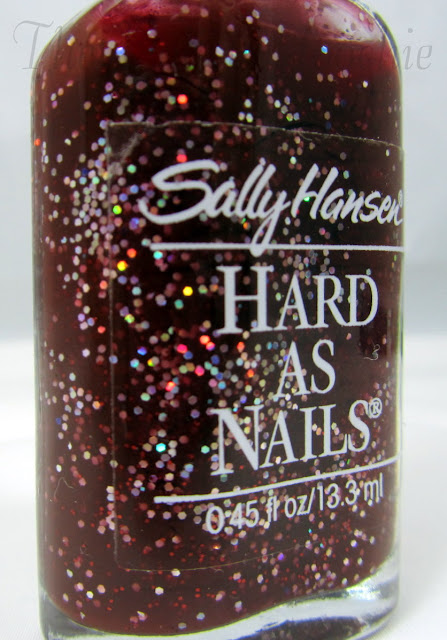 Sally Hansen®
HARD
AS
NAILS®
0.45 fl oz/13.3 ml